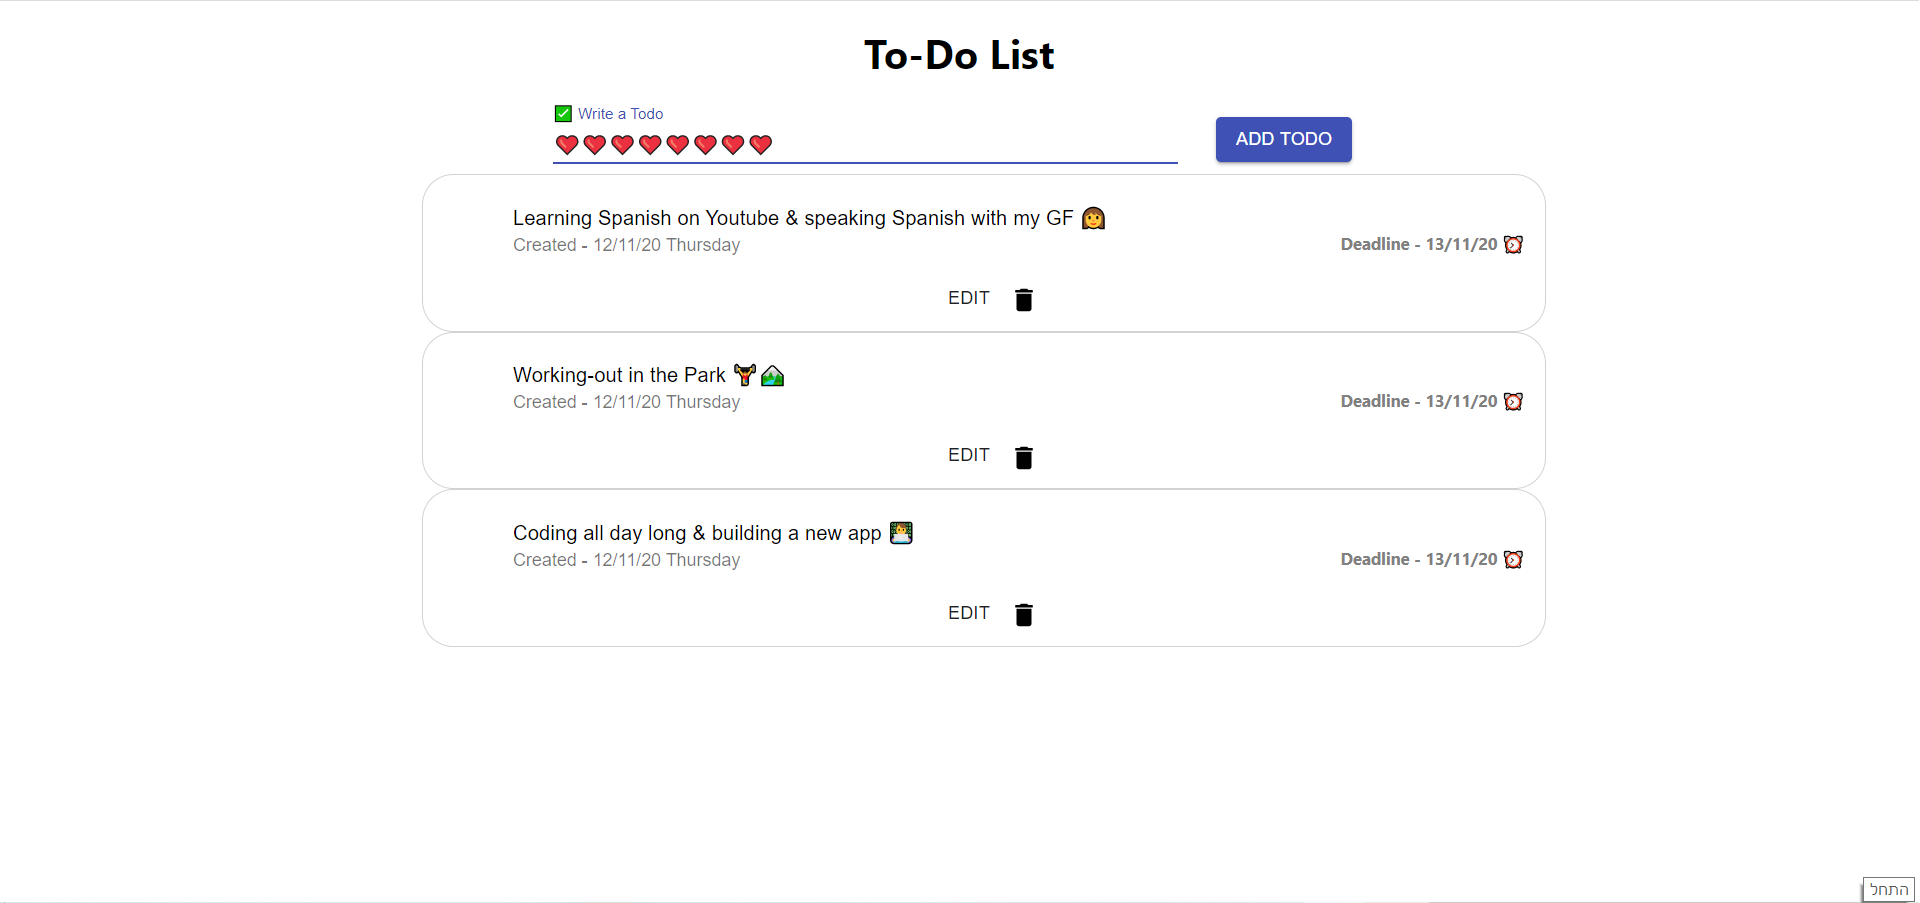 To-Do List
✅ Write a Todo
❤️❤️❤️❤️❤️❤️❤️❤️
ADD TODO
Learning Spanish on Youtube & speaking Spanish with my GF 👩
Created - 12/11/20 Thursday
Deadline - 13/11/20 ⏰
EDIT
Working-out in the Park 🏋️🏞️
Created - 12/11/20 Thursday
Deadline - 13/11/20 ⏰
EDIT
Coding all day long & building a new app 👨‍💻
Created - 12/11/20 Thursday
Deadline - 13/11/20 ⏰
EDIT
התחל